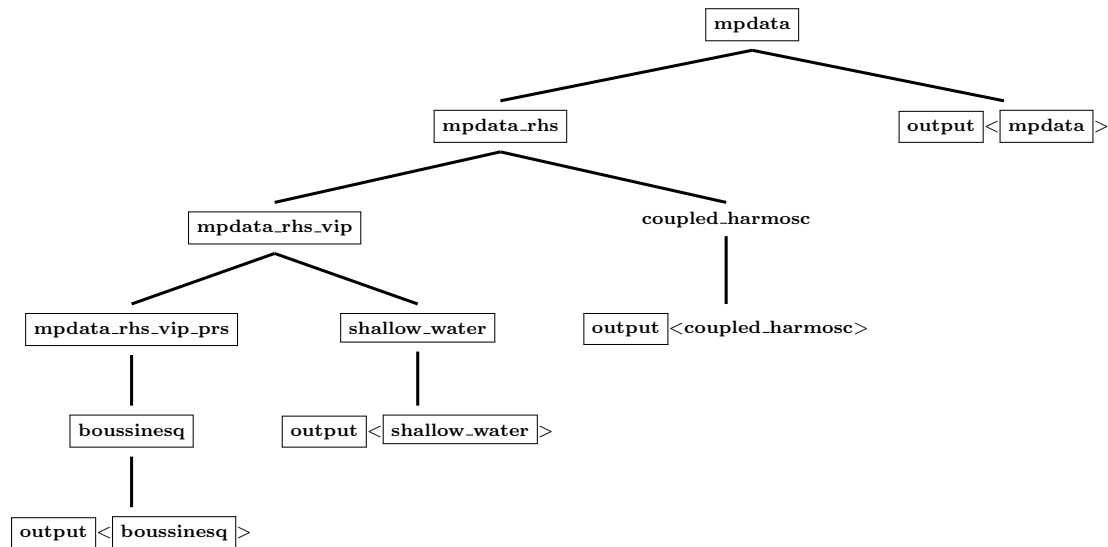 mpdata
mpdata_rhs
output<mpdata>
mpdata_rhs_vip
coupled_harmosc
mpdata_rhs_vip_prs
shallow_water
output<coupled_harmosc>
boussinesq
output<shallow_water>
output<boussinesq>